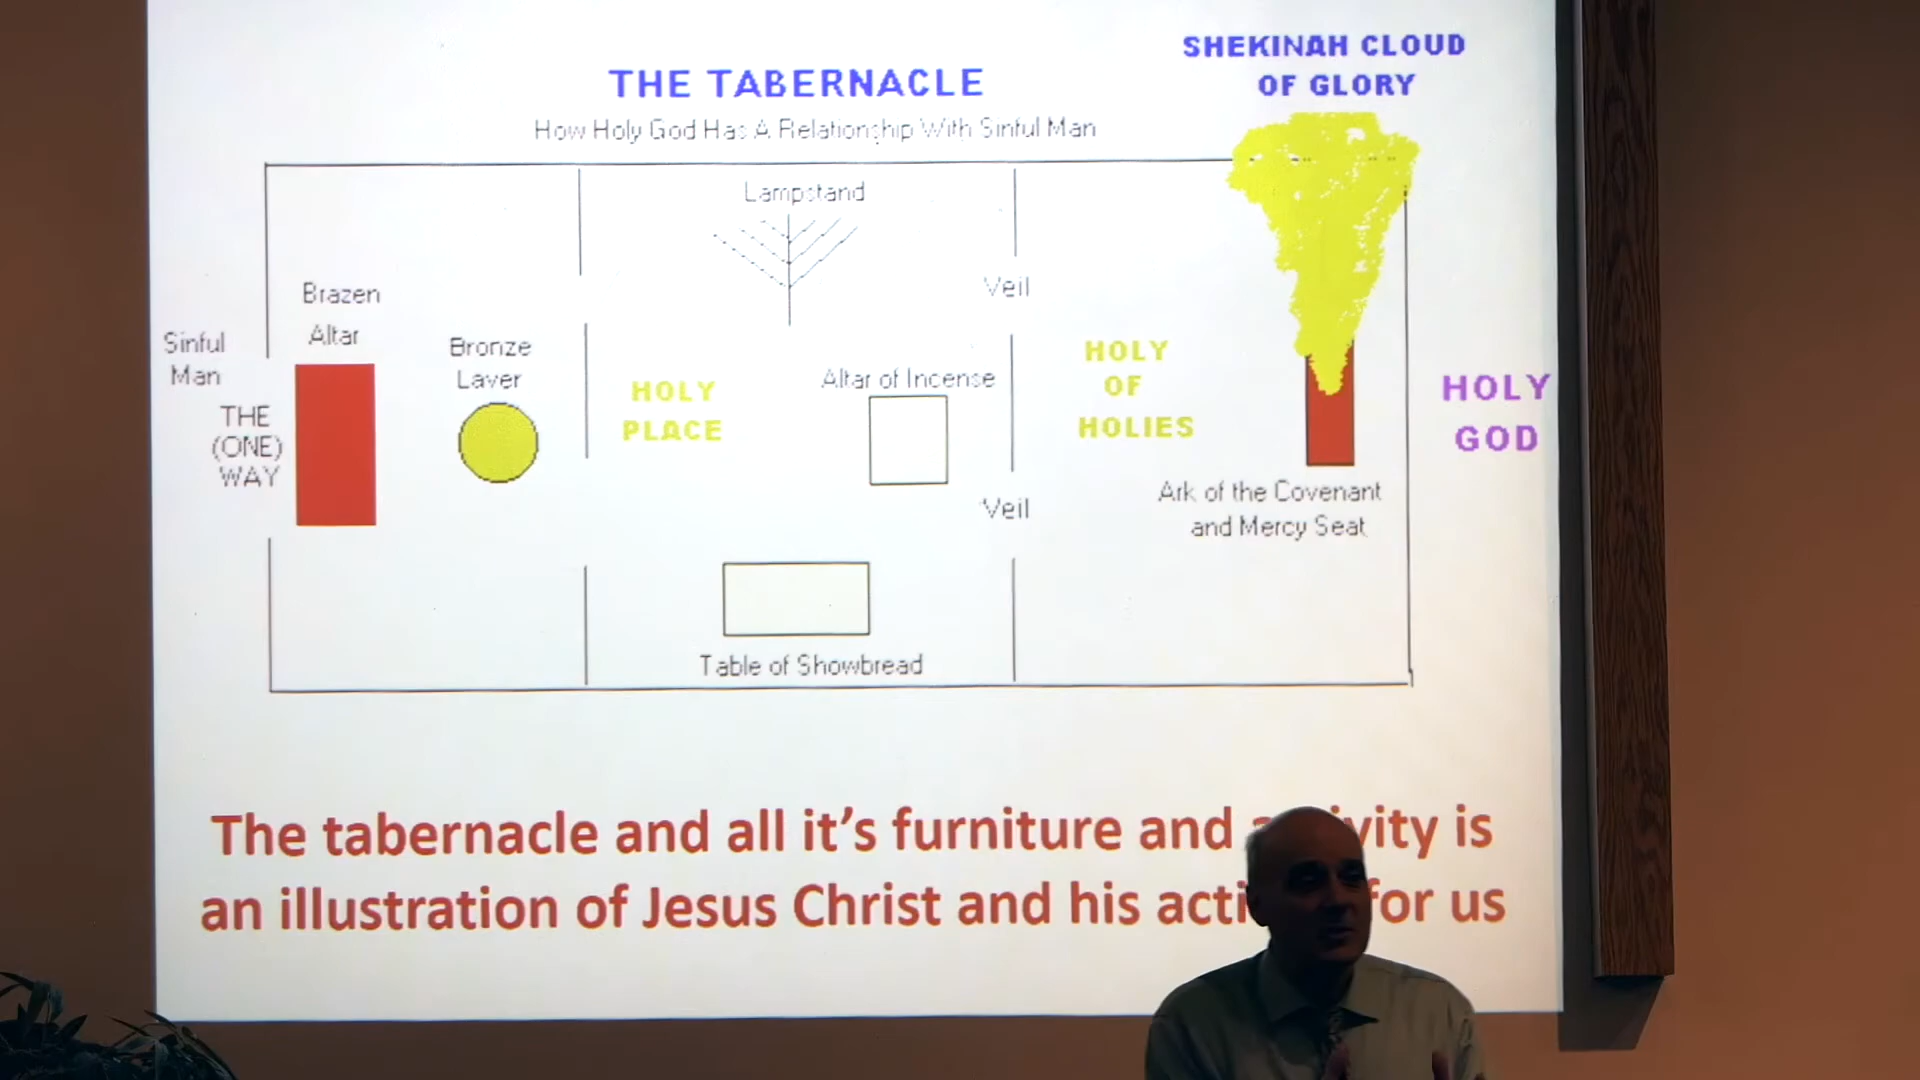 SHEKINAH CLOUD
OF GLORY
THE TABERNACLE
How Holy God Has A Relationship With Sinful Man
Lampstand
Veil
Brazen
Altar
Sinful
Man
THE
(ONE)
WAY
Bronze
Laver
HOLY
PLACE
Altar of Incense
HOLY
OF
HOLIES
HOLY
GOD
Veil
Ark of the Covenant
and Mercy Seat
Table of Showbread
The tabernacle and all it's furniture and is
an illustration of Jesus Christ and his for us